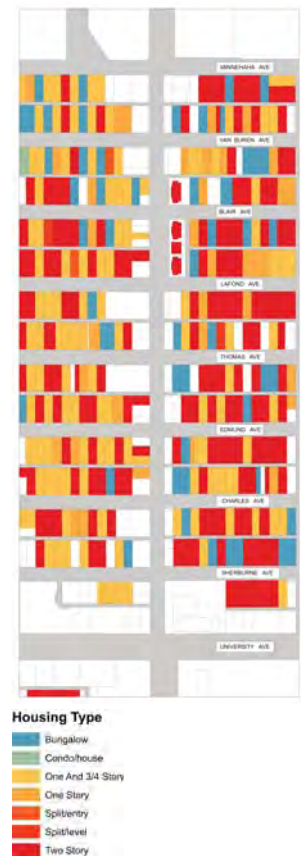 MINNEHAHA AVE
VAN BUREN AVE
BLAIR AVE
LAFOND AVE
THOMAS AVE
EDMUND AVE
CHARLES AVE
SHERBURNE AVE
UNIVERSITY AVE
Housing Type
Bungalow
Condo/house
One And 3/4 Story
One Story
Split/entry
Split/level
Two Story